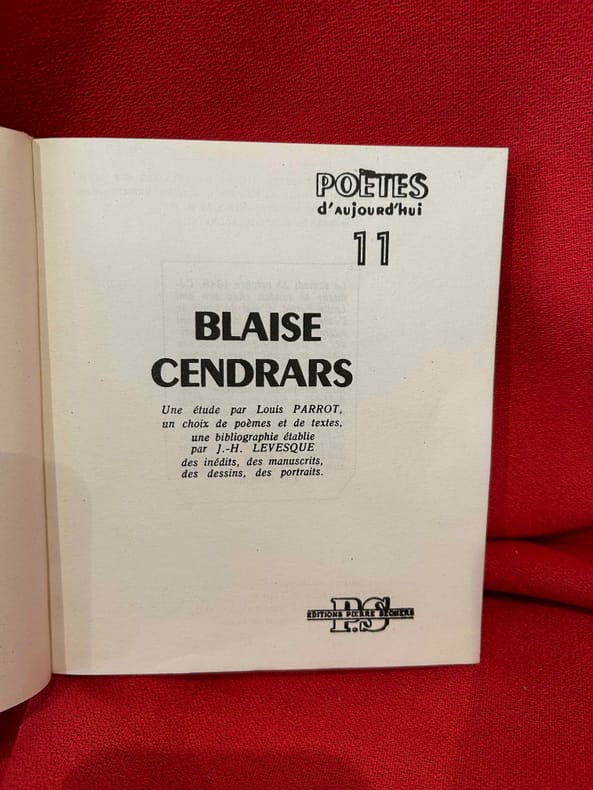 POÈTES
d'aujourd'hui
11
BLAISE
CENDRARS
Une étude par Louis PARROT,
un choix de poèmes et de textes,
une bibliographie établie
par J.-H. LEVESQUE
des inédits, des manuscrits,
des dessins, des portraits.
P.S
EDITIONS PIERRE SEGHERS